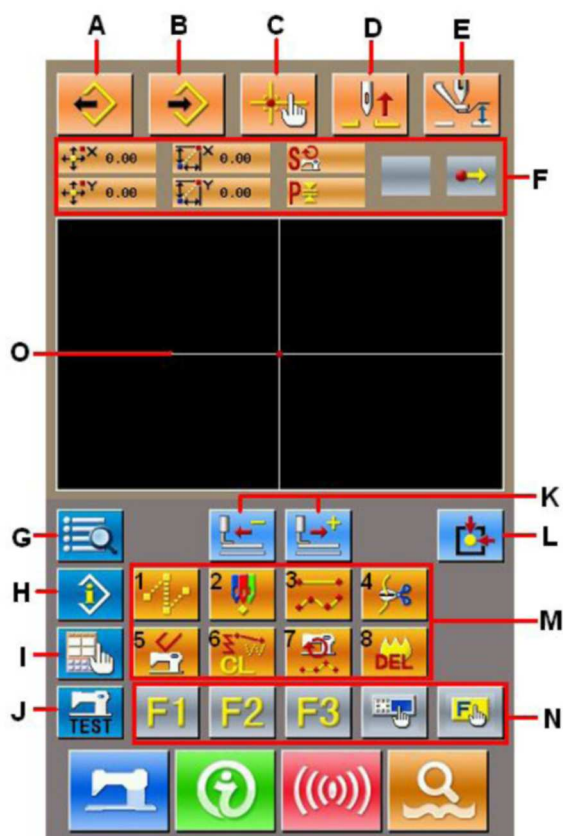 A B C D E
X 0.00 X 0.00 S
Y 0.00 Y 0.00 P
F
O
K
G - + L
H 1 2 3 4
M
I 5 6 CL 7 8 DEL
J TEST F1 F2 F3 F N
i